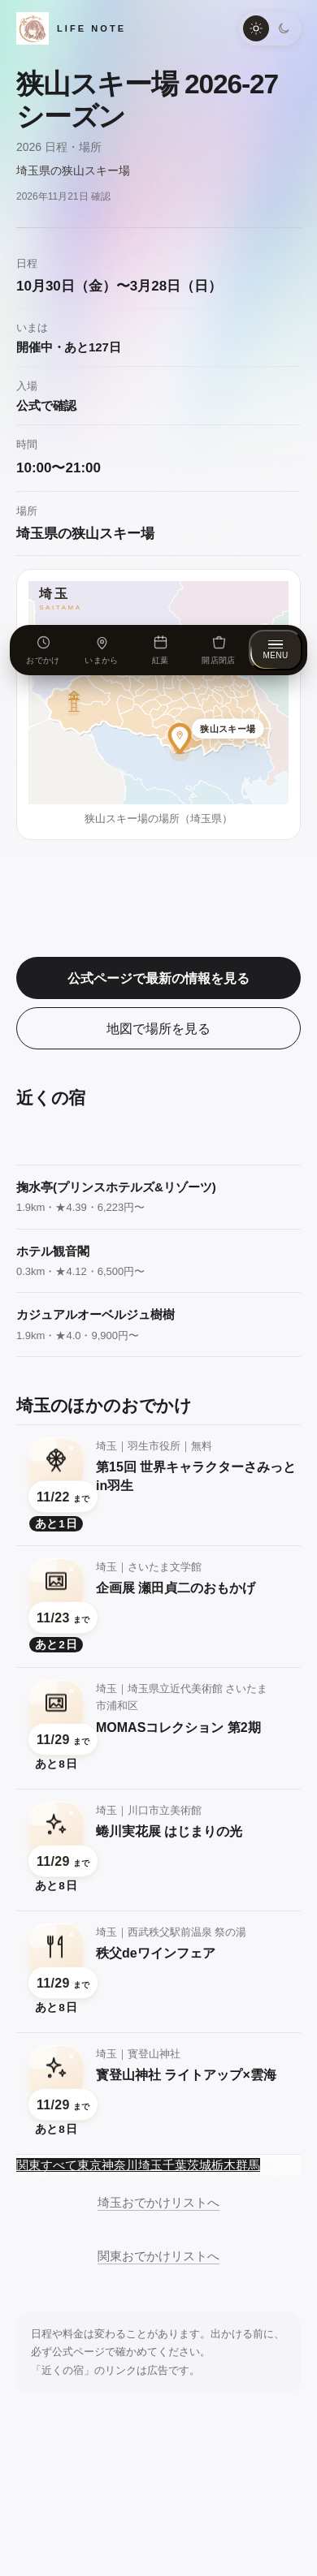 LIFE NOTE
狭山スキー場 2026-27
シーズン
2026 日程・場所
埼玉県の狭山スキー場
2026年11月21日 確認
日程
10月30日（金）〜3月28日（日）
いまは
開催中・あと127日
入場
公式で確認
時間
10:00〜21:00
場所
埼玉県の狭山スキー場
埼玉
SAITAMA
おでかけ
いまから
紅葉
開店閉店
MENU
狭山スキー場
狭山スキー場の場所（埼玉県）
公式ページで最新の情報を見る
地図で場所を見る
近くの宿
掬水亭(プリンスホテルズ&リゾーツ)
1.9km・★4.39・6,223円〜
ホテル観音閣
0.3km・★4.12・6,500円〜
カジュアルオーベルジュ樹樹
1.9km・★4.0・9,900円〜
埼玉のほかのおでかけ
埼玉｜羽生市役所｜無料
第15回 世界キャラクターさみっと
in羽生
11/22 まで
あと1日
埼玉｜さいたま文学館
企画展 瀬田貞二のおもかげ
11/23 まで
あと2日
埼玉｜埼玉県立近代美術館 さいたま
市浦和区
MOMASコレクション 第2期
11/29 まで
あと8日
埼玉｜川口市立美術館
蜷川実花展 はじまりの光
11/29 まで
あと8日
埼玉｜西武秩父駅前温泉 祭の湯
秩父deワインフェア
11/29 まで
あと8日
埼玉｜寳登山神社
寳登山神社 ライトアップ×雲海
11/29 まで
あと8日
関東すべて東京神奈川埼玉千葉茨城栃木群馬
埼玉おでかけリストへ
関東おでかけリストへ
日程や料金は変わることがあります。出かける前に、
必ず公式ページで確かめてください。
「近くの宿」のリンクは広告です。